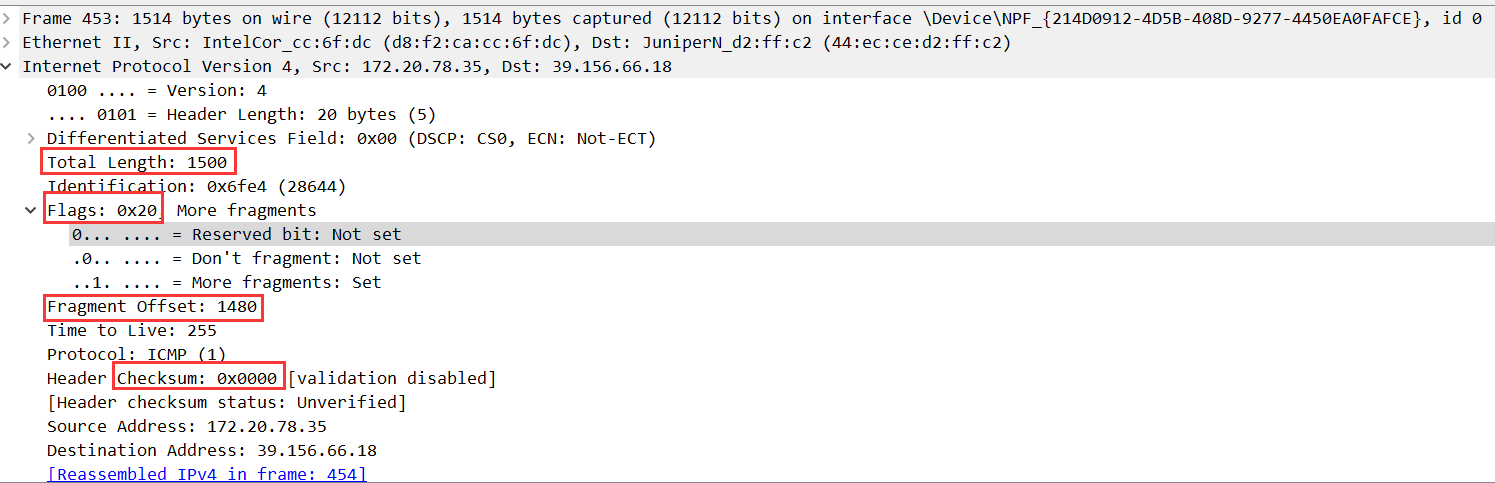 Frame 453: 1514 bytes on wire (12112 bits), 1514 bytes captured (12112 bits) on interface \Device\NPF_{214D0912-4D5B-408D-9277-4450EA0FAFCE}, id 0
Ethernet II, Src: IntelCor_cc:6f:dc (d8:f2:ca:cc:6f:dc), Dst: JuniperN_d2:ff:c2 (44:ec:ce:d2:ff:c2)
Internet Protocol Version 4, Src: 172.20.78.35, Dst: 39.156.66.18
0100 .... = Version: 4
.... 0101 = Header Length: 20 bytes (5)
Differentiated Services Field: 0x00 (DSCP: CS0, ECN: Not-ECT)
Total Length: 1500
Identification: 0x6fe4 (28644)
Flags: 0x20, More fragments
0... .... = Reserved bit: Not set
.0.. .... = Don't fragment: Not set
..1. .... = More fragments: Set
Fragment Offset: 1480
Time to Live: 255
Protocol: ICMP (1)
Header Checksum: 0x0000 [validation disabled]
[Header checksum status: Unverified]
Source Address: 172.20.78.35
Destination Address: 39.156.66.18
[Reassembled IPv4 in frame: 454]